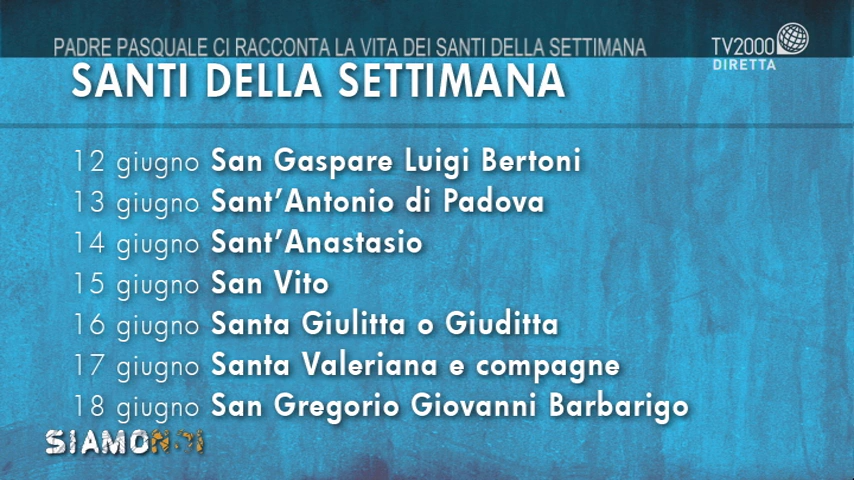 PADRE PASQUALE CI RACCONTA LA VITA DEI SANTI DELLA SETTIMANA
TV2000
DIRETTA
SANTI DELLA SETTIMANA
12 giugno San Gaspare Luigi Bertoni
13 giugno Sant'Antonio di Padova
14 giugno Sant'Anastasio
15 giugno San Vito
16 giugno Santa Giulitta o Giuditta
17 giugno Santa Valeriana e compagne
18 giugno San Gregorio Giovanni Barbarigo
SIAMO